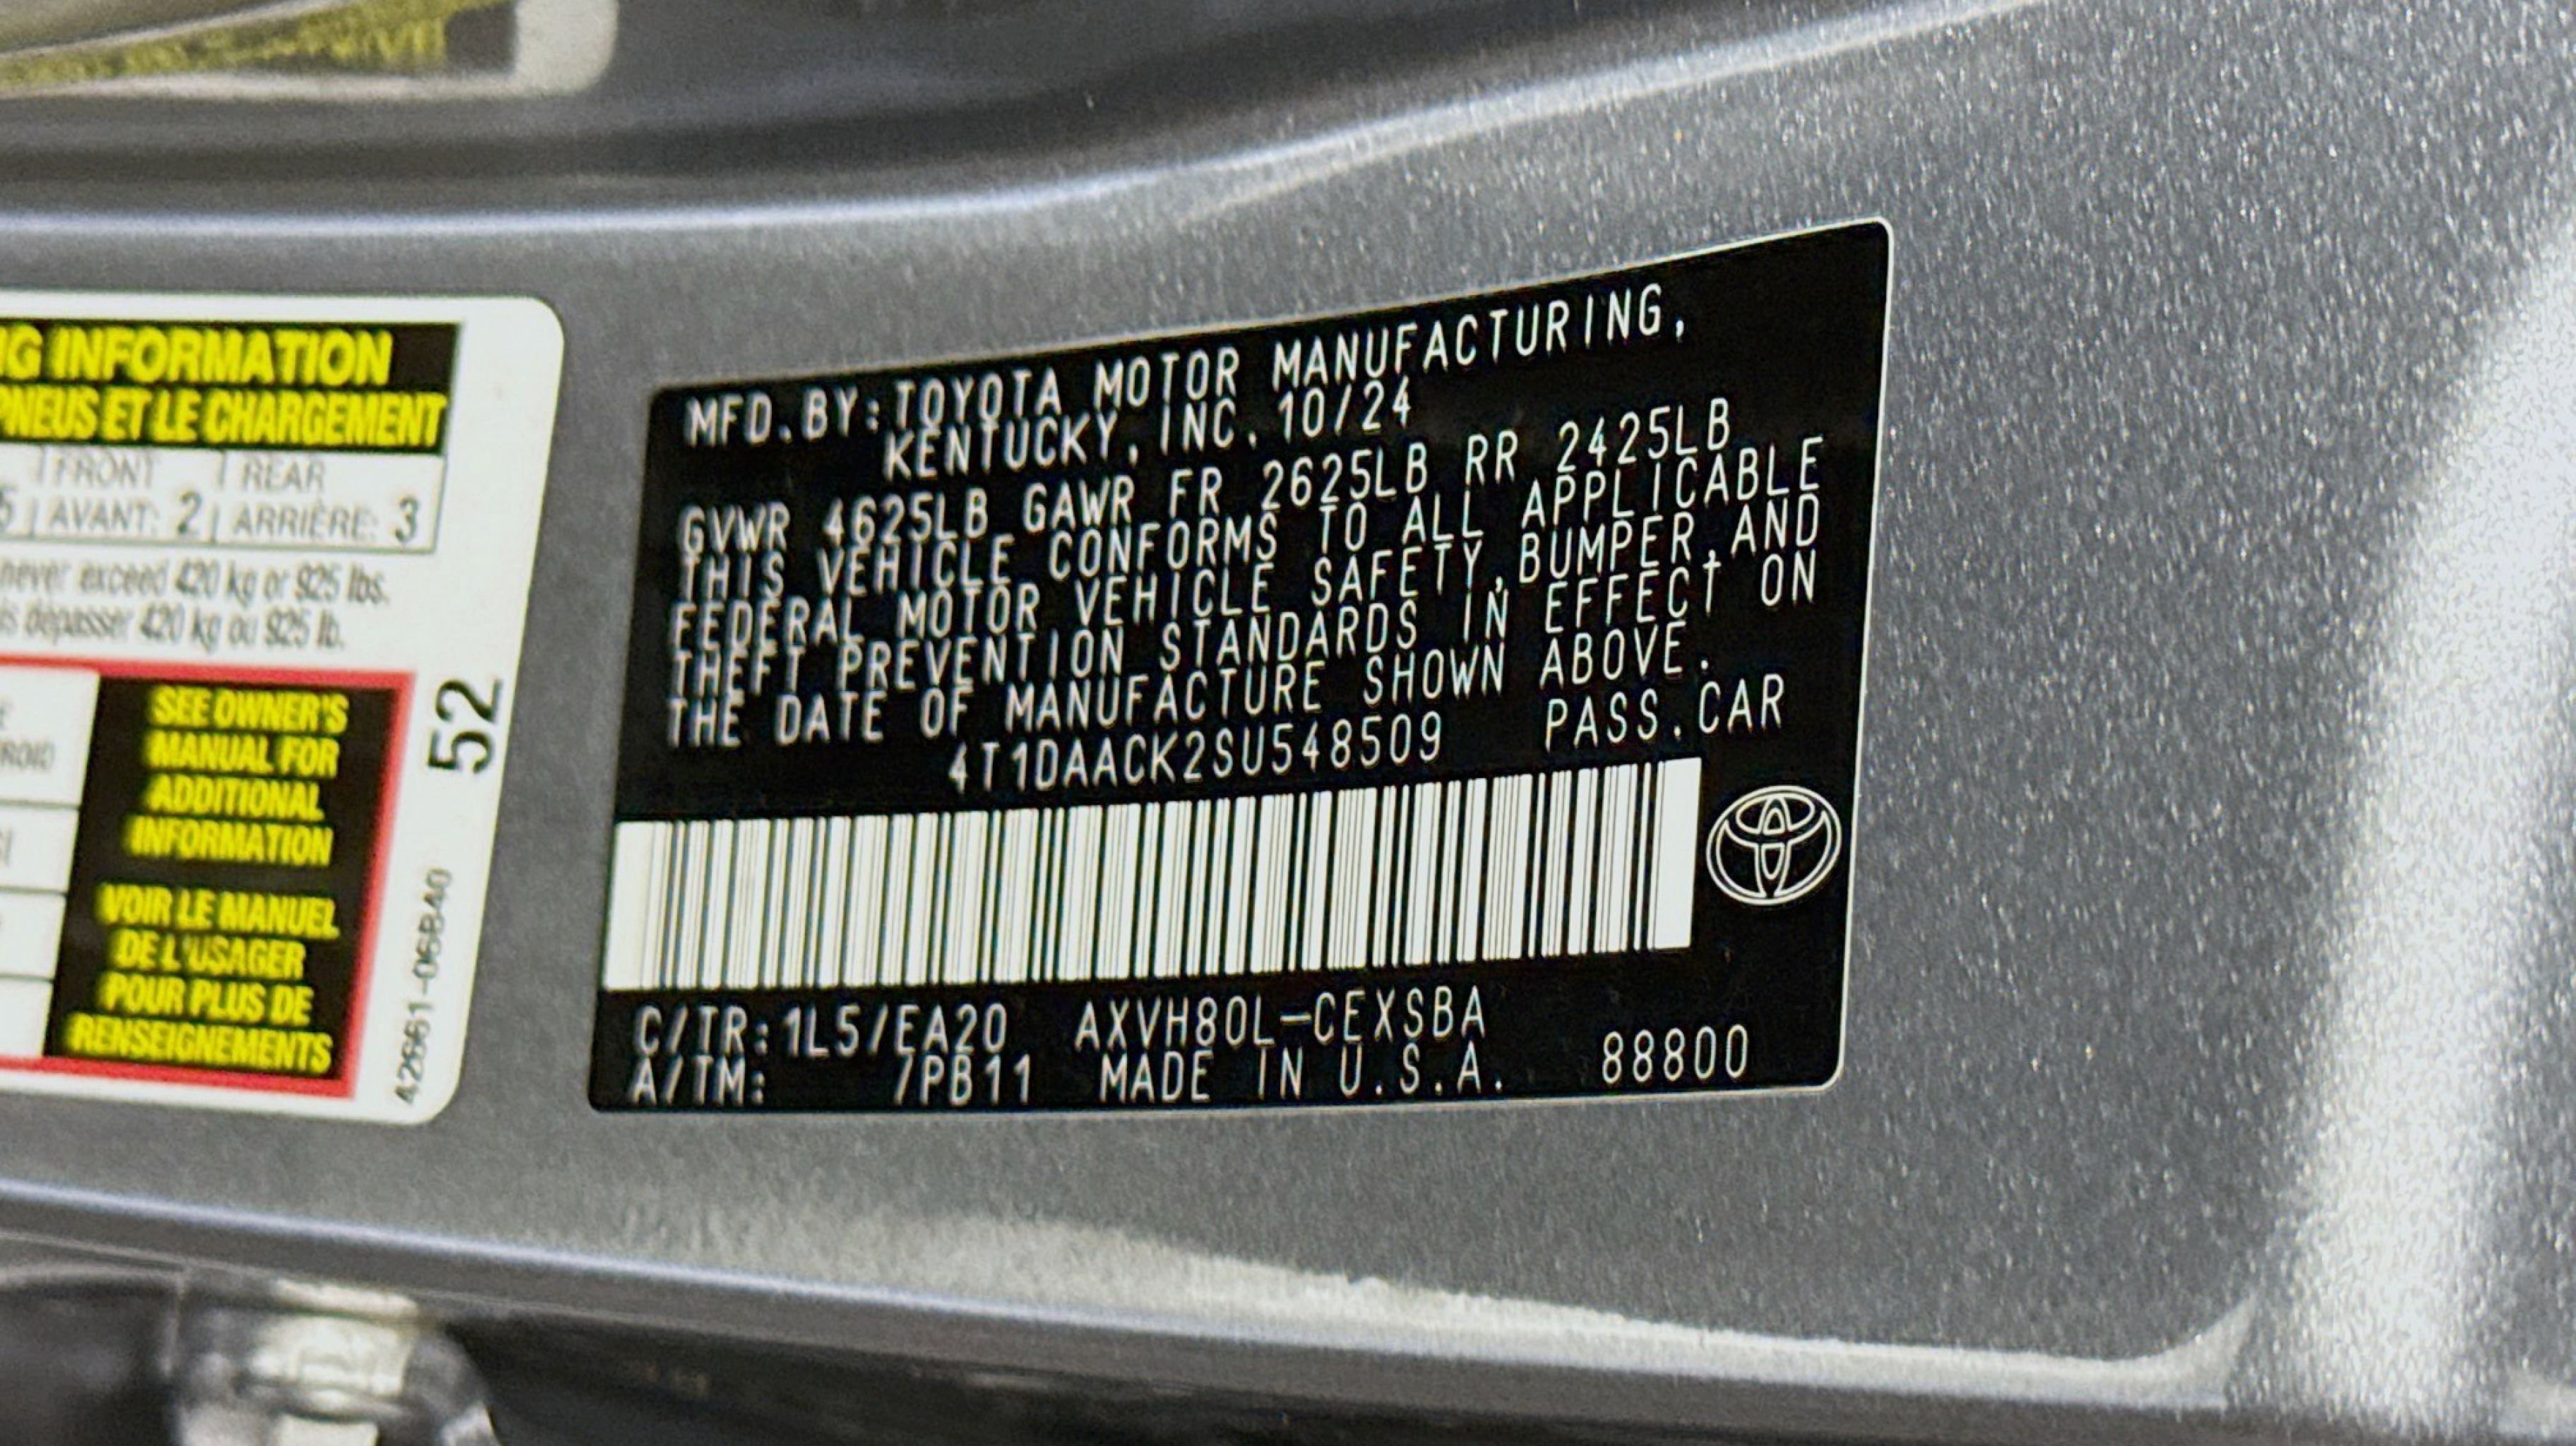 G INFORMATION
PNEUS ET LE CHARGEMENT
FRONT REAR
5 AVANT: 2 ARRIÈRE: 3
never exceed 420 kg or 925 lbs.
dépasser 420 kg ou 925 lb.
SEE OWNER'S
MANUAL FOR
ADDITIONAL
INFORMATION
VOIR LE MANUEL
DE L'USAGER
POUR PLUS DE
RENSEIGNEMENTS
52
42661-06B40
MFD.BY:TOYOTA MOTOR MANUFACTURING,
KENTUCKY, INC. 10/24
GVWR 4625LB GAWR FR 2625LB RR 2425LB
THIS VEHICLE CONFORMS TO ALL APPLICABLE
FEDERAL MOTOR VEHICLE SAFETY,BUMPER,AND
THEFT PREVENTION STANDARDS IN EFFECT ON
THE DATE OF MANUFACTURE SHOWN ABOVE.
4T1DAACK2SU548509 PASS.CAR
C/TR:1L5/EA20 AXVH80L-CEXSBA
A/TM: /PB11 MADE IN U.S.A. 88800